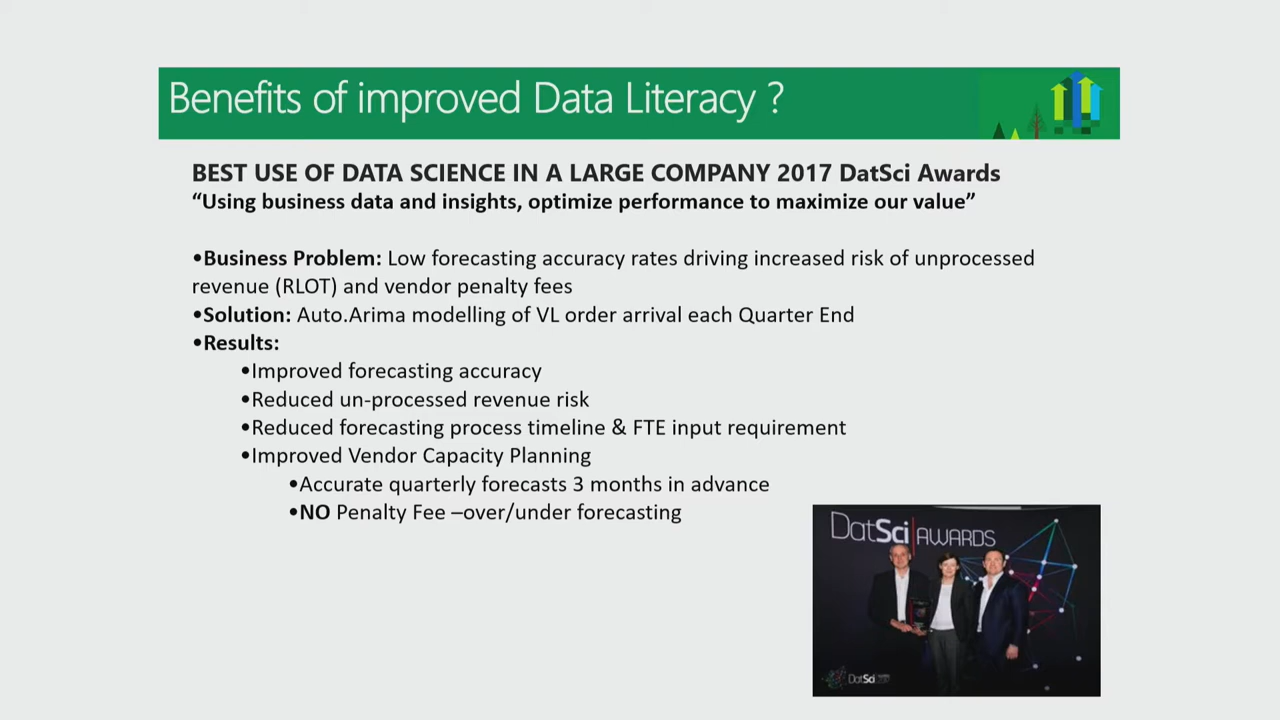 Benefits of improved Data Literacy ?
BEST USE OF DATA SCIENCE IN A LARGE COMPANY 2017 DatSci Awards
“Using business data and insights, optimize performance to maximize our value”
•Business Problem: Low forecasting accuracy rates driving increased risk of unprocessed
revenue (RLOT) and vendor penalty fees
•Solution: Auto.Arima modelling of VL order arrival each Quarter End
•Results:
•Improved forecasting accuracy
•Reduced un-processed revenue risk
•Reduced forecasting process timeline & FTE input requirement
•Improved Vendor Capacity Planning
•Accurate quarterly forecasts 3 months in advance
•NO Penalty Fee –over/under forecasting
DatSci AWARDS
DatSci